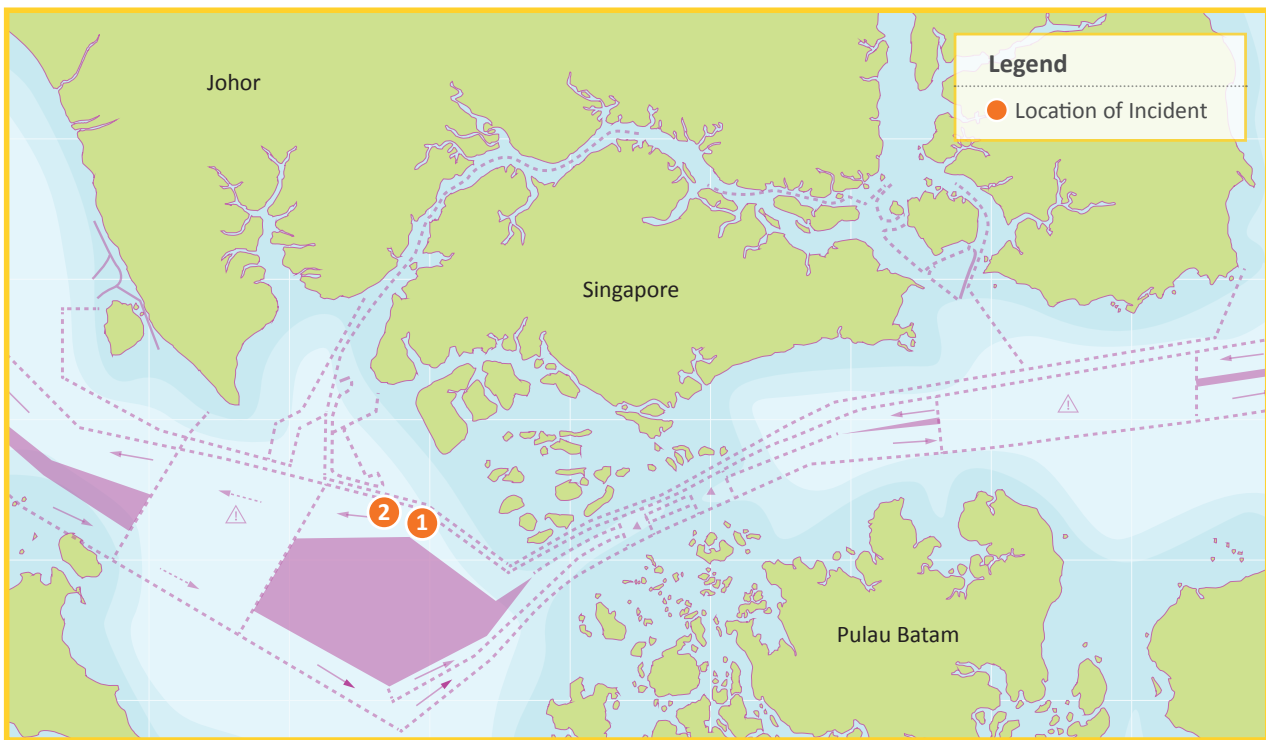 Johor
Legend
Location of Incident
Singapore
2
1
Pulau Batam